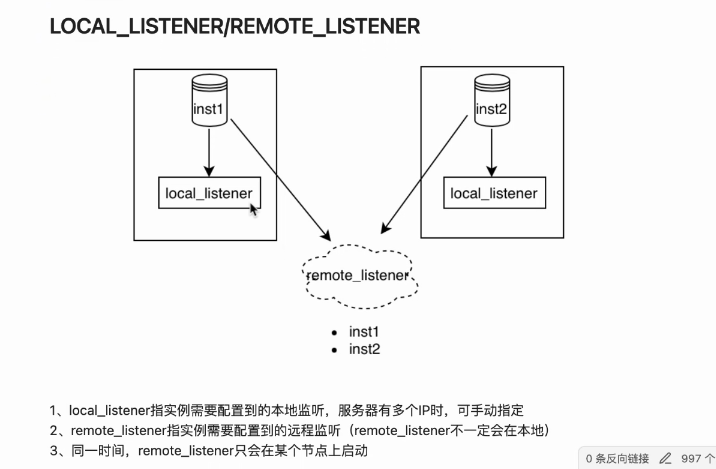 LOCAL_LISTENER/REMOTE_LISTENER
inst1
inst2
local_listener
local_listener
remote_listener
• inst1
• inst2
1、local_listener指实例需要配置到的本地监听，服务器有多个IP时，可手动指定
2、remote_listener指实例需要配置到的远程监听（remote_listener不一定会在本地）
3、同一时间，remote_listener只会在某个节点上启动
0 条反向链接 997 个